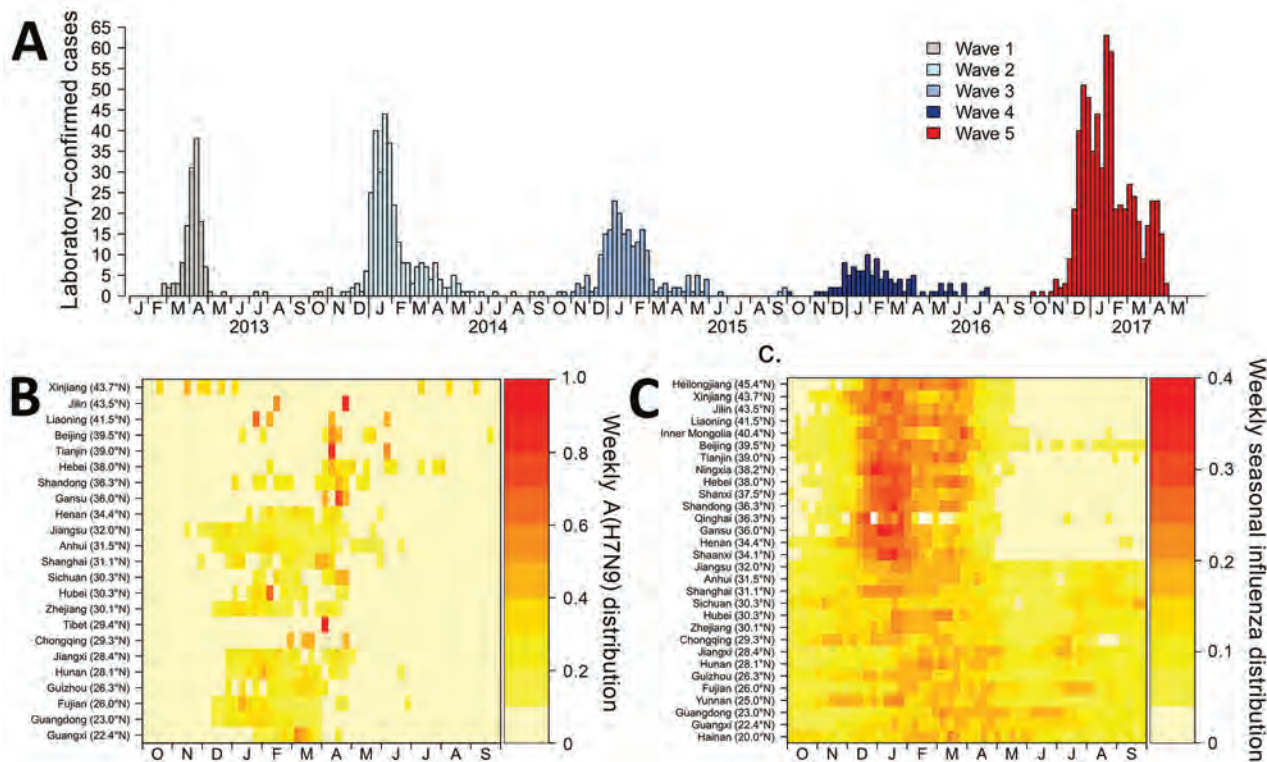 A
Laboratory–confirmed cases
65
60
55
50
45
40
35
30
25
20
15
10
5
0
Wave 1
Wave 2
Wave 3
Wave 4
Wave 5
J F M A M J J A S O N D J F M A M J J A S O N D J F M A M J J A S O N D J F M A M J J A S O N D J F M A M
2013 2014 2015 2016 2017
B
Xinjiang (43.7°N)
Jilin (43.5°N)
Liaoning (41.5°N)
Beijing (39.5°N)
Tianjin (39.0°N)
Hebei (38.0°N)
Shandong (36.3°N)
Gansu (36.0°N)
Henan (34.4°N)
Jiangsu (32.0°N)
Anhui (31.5°N)
Shanghai (31.1°N)
Sichuan (30.3°N)
Hubei (30.3°N)
Zhejiang (30.1°N)
Tibet (29.4°N)
Chongqing (29.3°N)
Jiangxi (28.4°N)
Hunan (28.1°N)
Guizhou (26.3°N)
Fujian (26.0°N)
Guangdong (23.0°N)
Guangxi (22.4°N)
O N D J F M A M J J A S
1.0
0.8
0.6
0.4
0.2
0
Weekly A(H7N9) distribution
c.
C
Heilongjiang (45.4°N)
Xinjiang (43.7°N)
Jilin (43.5°N)
Liaoning (41.5°N)
Inner Mongolia (40.4°N)
Beijing (39.5°N)
Tianjin (39.0°N)
Ningxia (38.2°N)
Hebei (38.0°N)
Shanxi (37.5°N)
Shandong (36.3°N)
Qinghai (36.3°N)
Gansu (36.0°N)
Henan (34.4°N)
Shaanxi (34.1°N)
Jiangsu (32.0°N)
Anhui (31.5°N)
Shanghai (31.1°N)
Sichuan (30.3°N)
Hubei (30.3°N)
Zhejiang (30.1°N)
Chongqing (29.3°N)
Jiangxi (28.4°N)
Hunan (28.1°N)
Guizhou (26.3°N)
Fujian (26.0°N)
Yunnan (25.0°N)
Guangdong (23.0°N)
Guangxi (22.4°N)
Hainan (20.0°N)
O N D J F M A M J J A S
0.4
0.3
0.2
0.1
0
Weekly seasonal influenza distribution